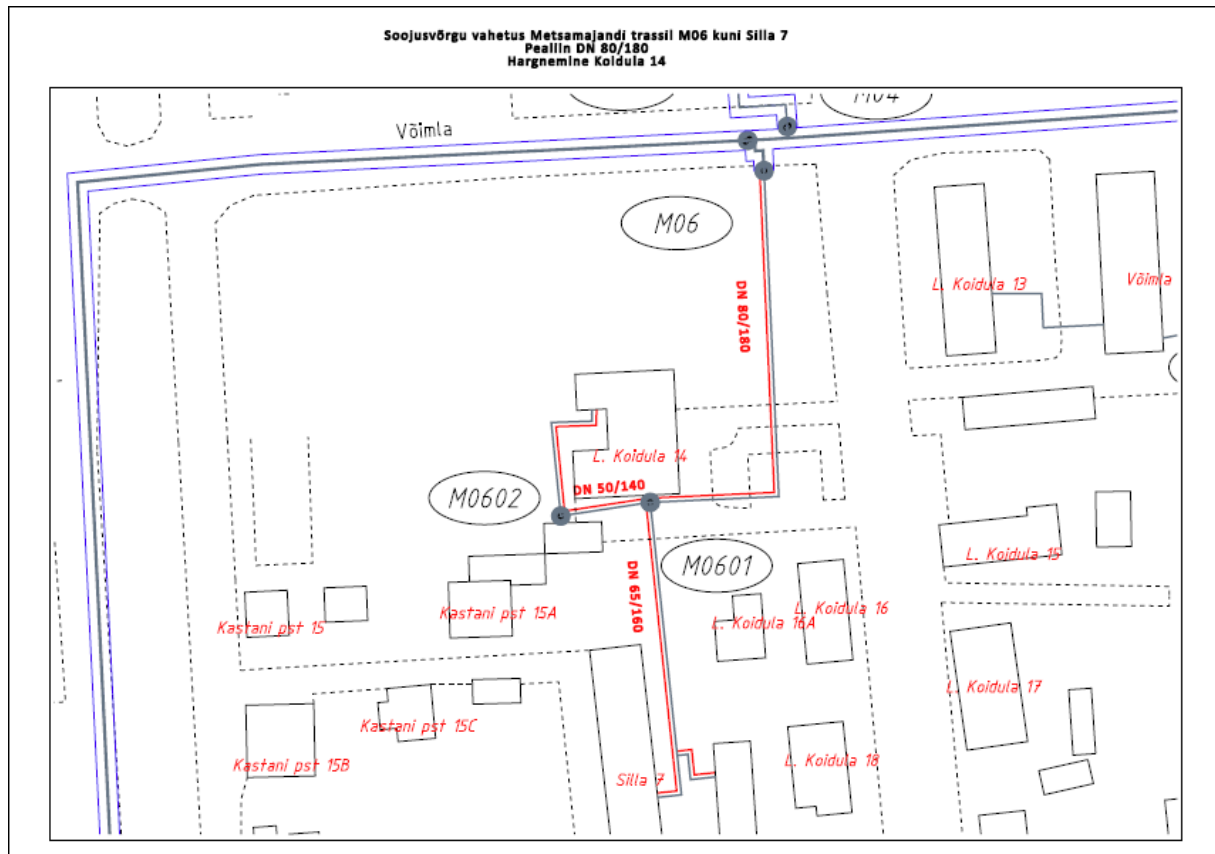 Soojusvõrgu vahetus Metsamajandi trassil M06 kuni Silla 7
Pealiin DN 80/180
Hargnemine Koidula 14
M04
Võimla
M06
L. Koidula 13
Võimla
DN 80/180
L. Koidula 14
DN 50/140
M0602
M0601
L. Koidula 15
DN 65/160
Kastani pst 15
Kastani pst 15A
L. Koidula 16
L. Koidula 16A
L. Koidula 17
Kastani pst 15C
Kastani pst 15B
Silla 7
L. Koidula 18